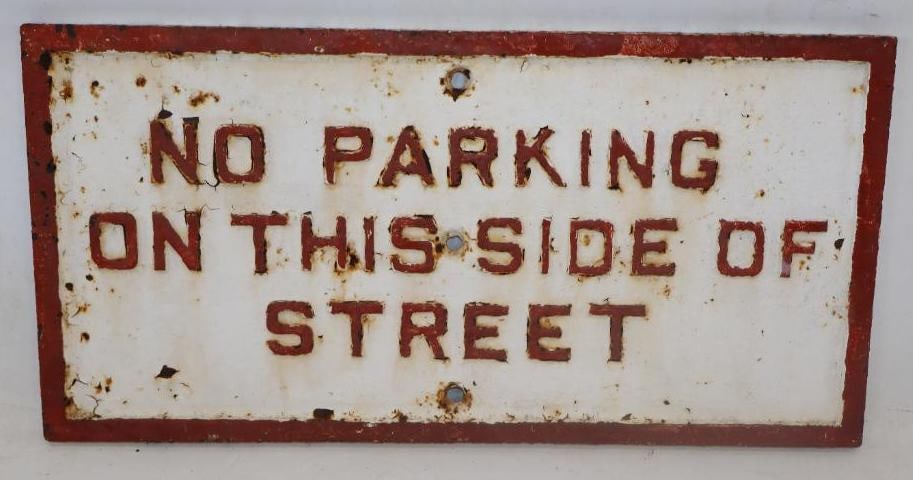 NO PARKING
ON THIS SIDE OF
STREET